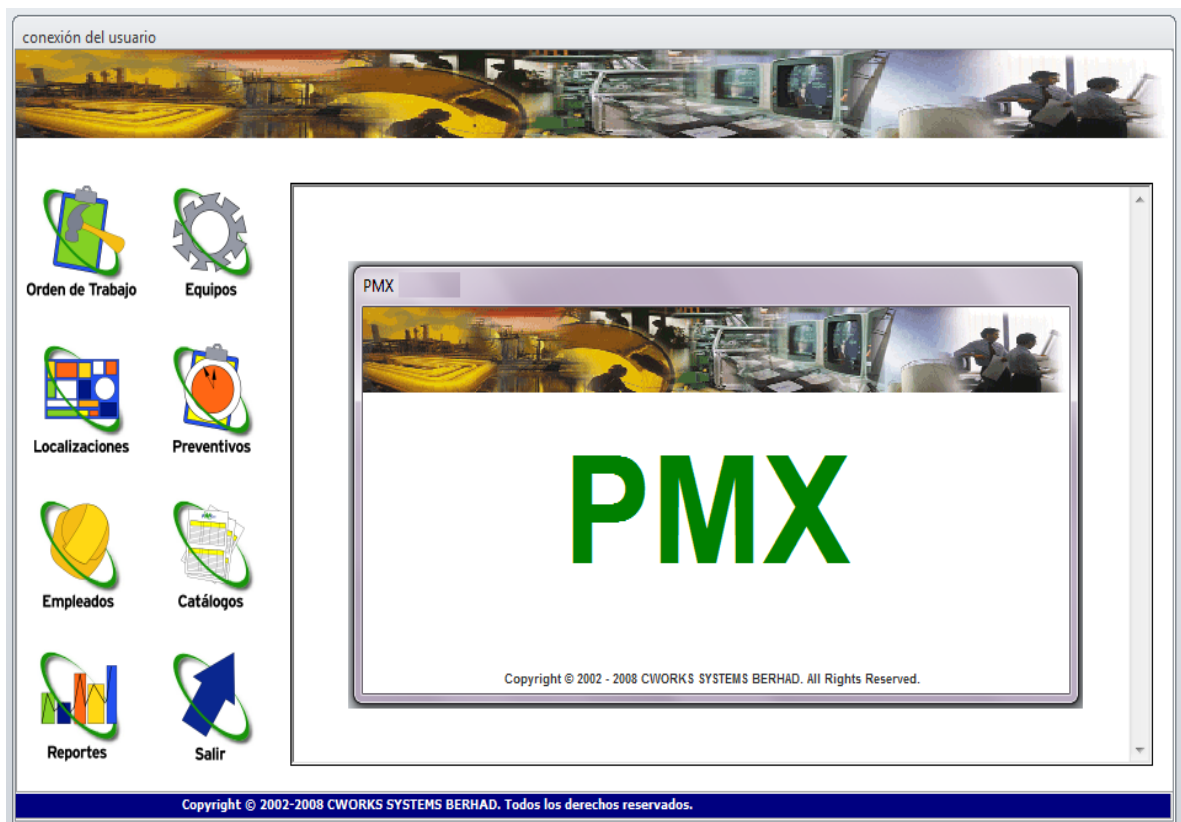 conexión del usuario
Orden de Trabajo
Equipos
Localizaciones
Preventivos
Empleados
Catálogos
Reportes
Salir
PMX
PMX
Copyright © 2002 - 2008 CWORKS SYSTEMS BERHAD. All Rights Reserved.
Copyright © 2002-2008 CWORKS SYSTEMS BERHAD. Todos los derechos reservados.